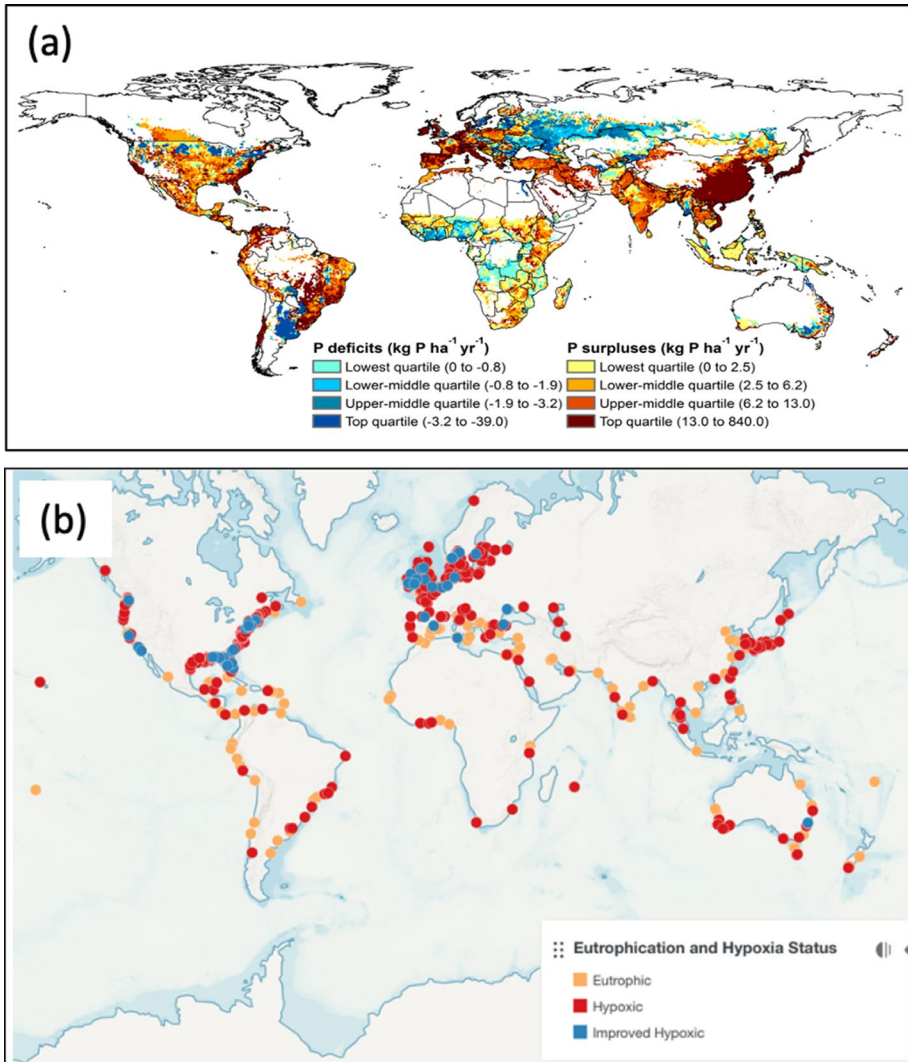 (a)
P deficits (kg P ha⁻¹ yr⁻¹)
Lowest quartile (0 to -0.8)
Lower-middle quartile (-0.8 to -1.9)
Upper-middle quartile (-1.9 to -3.2)
Top quartile (-3.2 to -39.0)
P surpluses (kg P ha⁻¹ yr⁻¹)
Lowest quartile (0 to 2.5)
Lower-middle quartile (2.5 to 6.2)
Upper-middle quartile (6.2 to 13.0)
Top quartile (13.0 to 840.0)
(b)
Eutrophication and Hypoxia Status
Eutrophic
Hypoxic
Improved Hypoxic